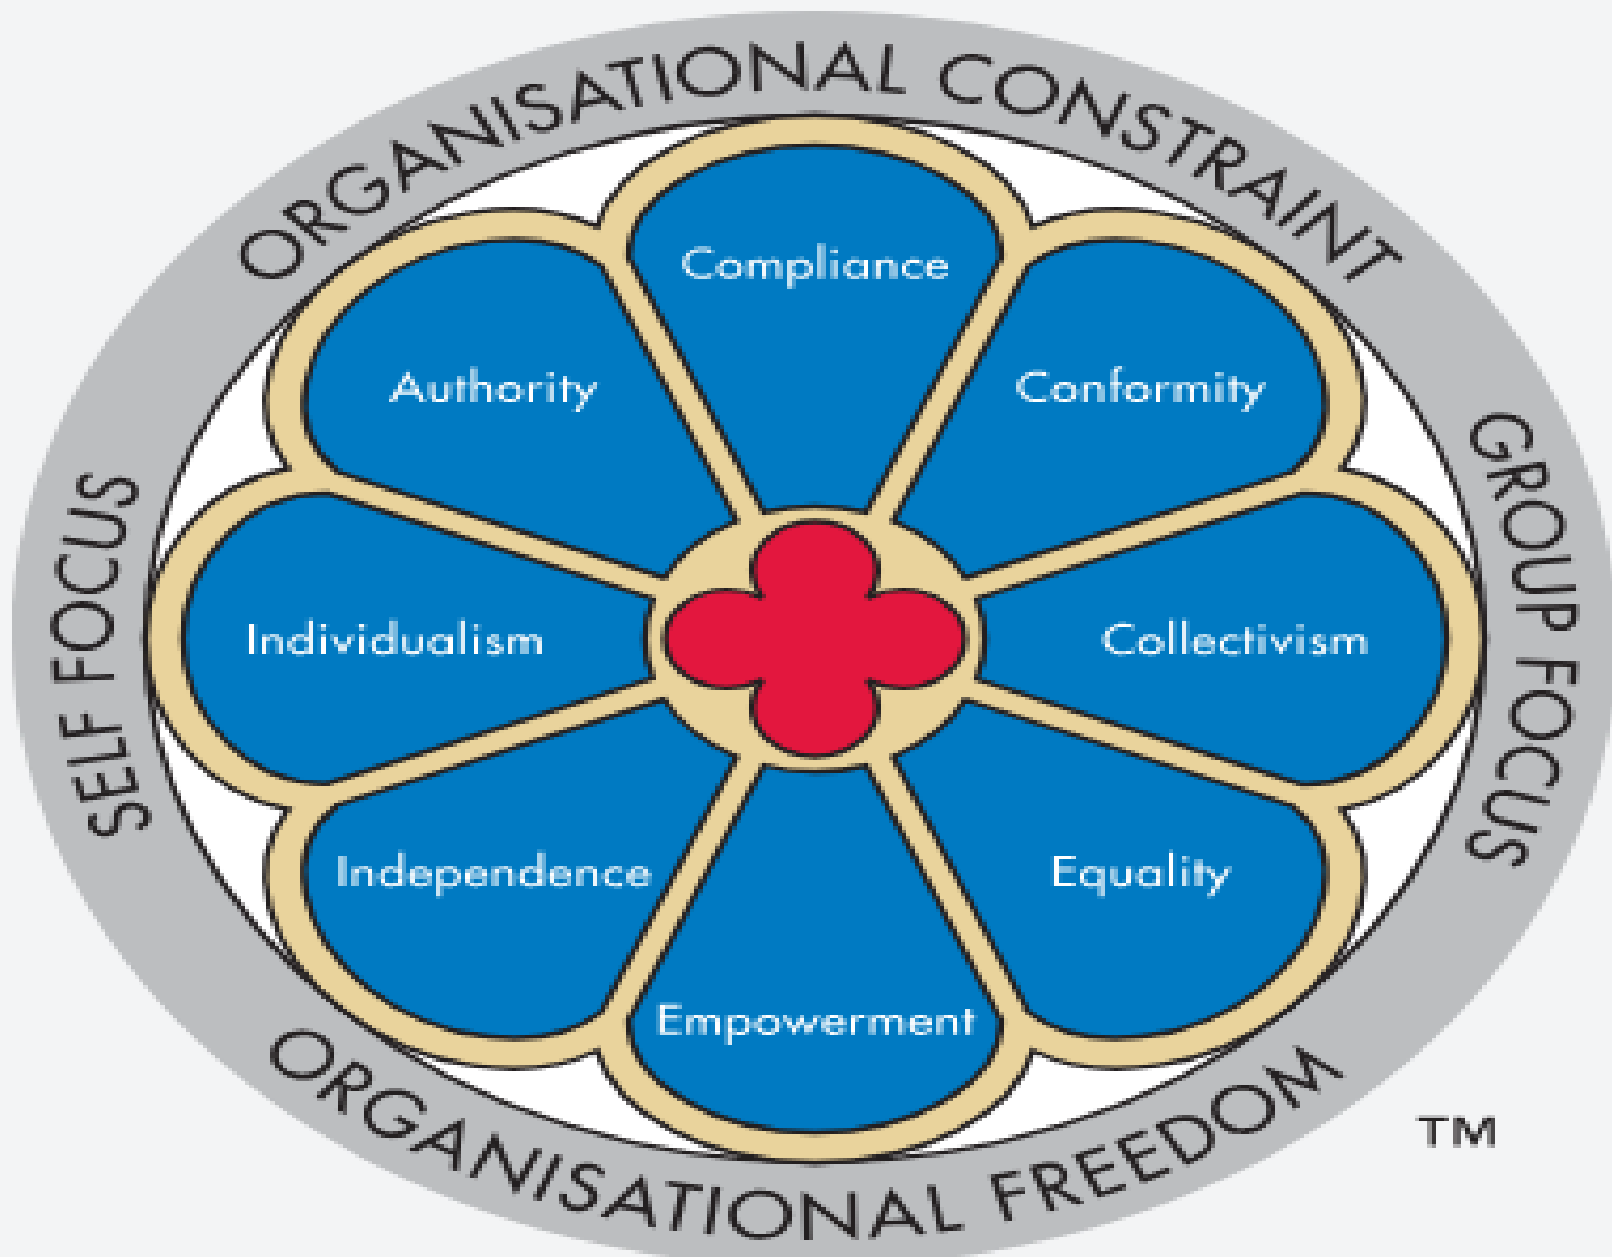 ORGANISATIONAL CONSTRAINT
Compliance
Authority
Conformity
SELF FOCUS
GROUP FOCUS
Individualism
Collectivism
Independence
Equality
Empowerment
ORGANISATIONAL FREEDOM
TM